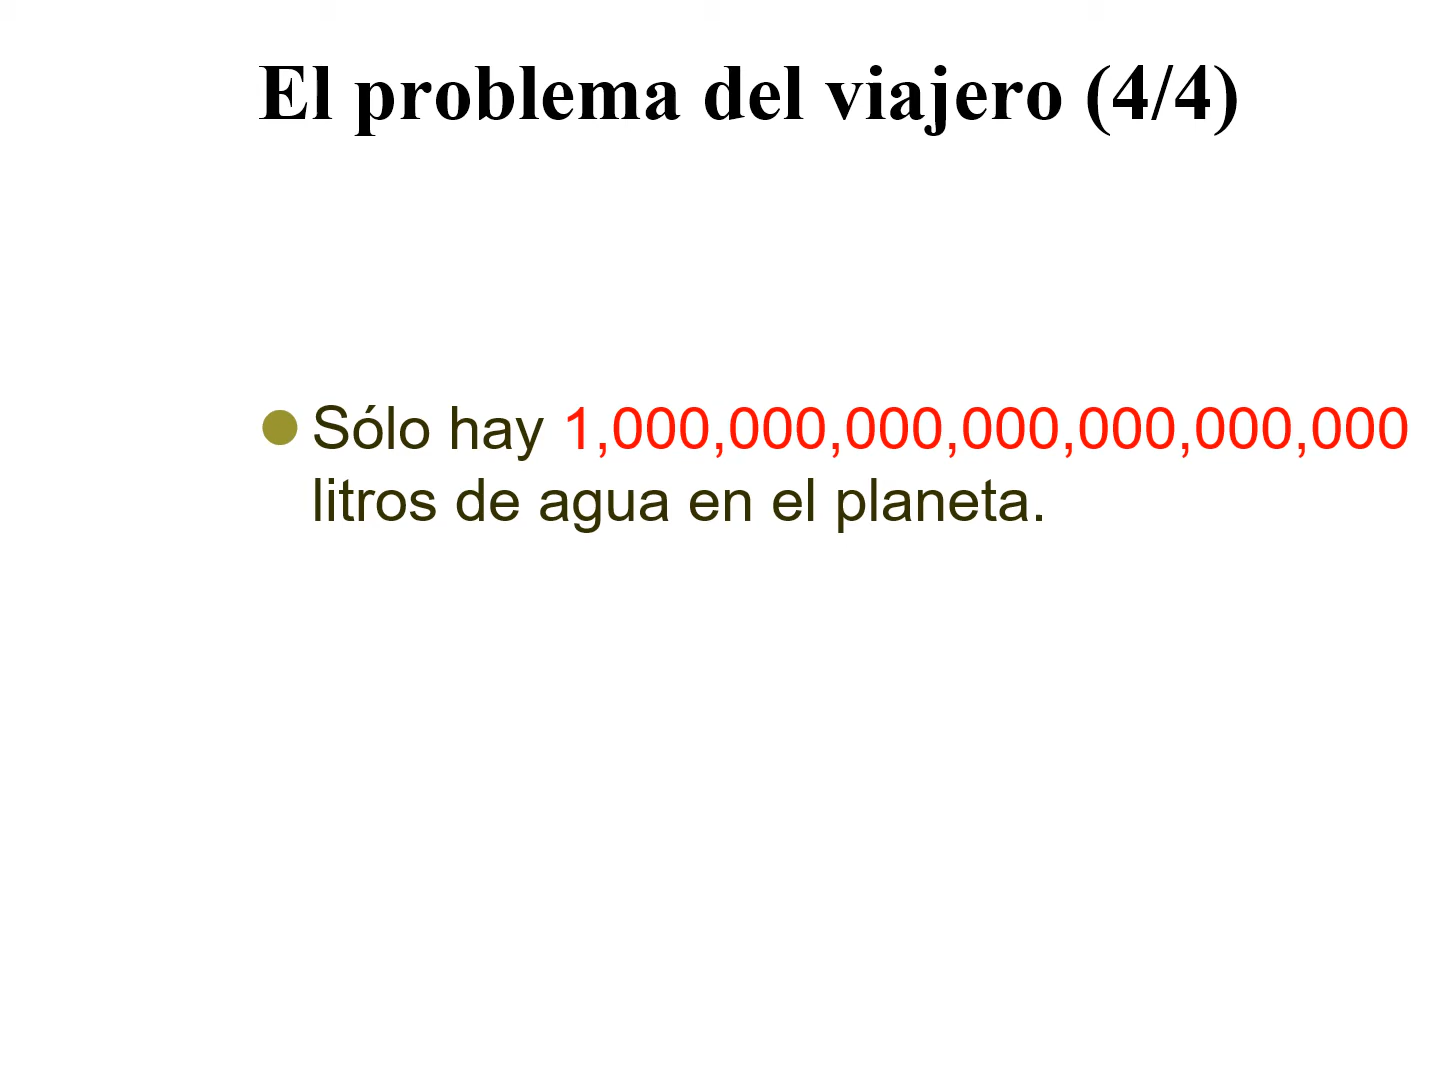 El problema del viajero (4/4)
Sólo hay 1,000,000,000,000,000,000,000
litros de agua en el planeta.